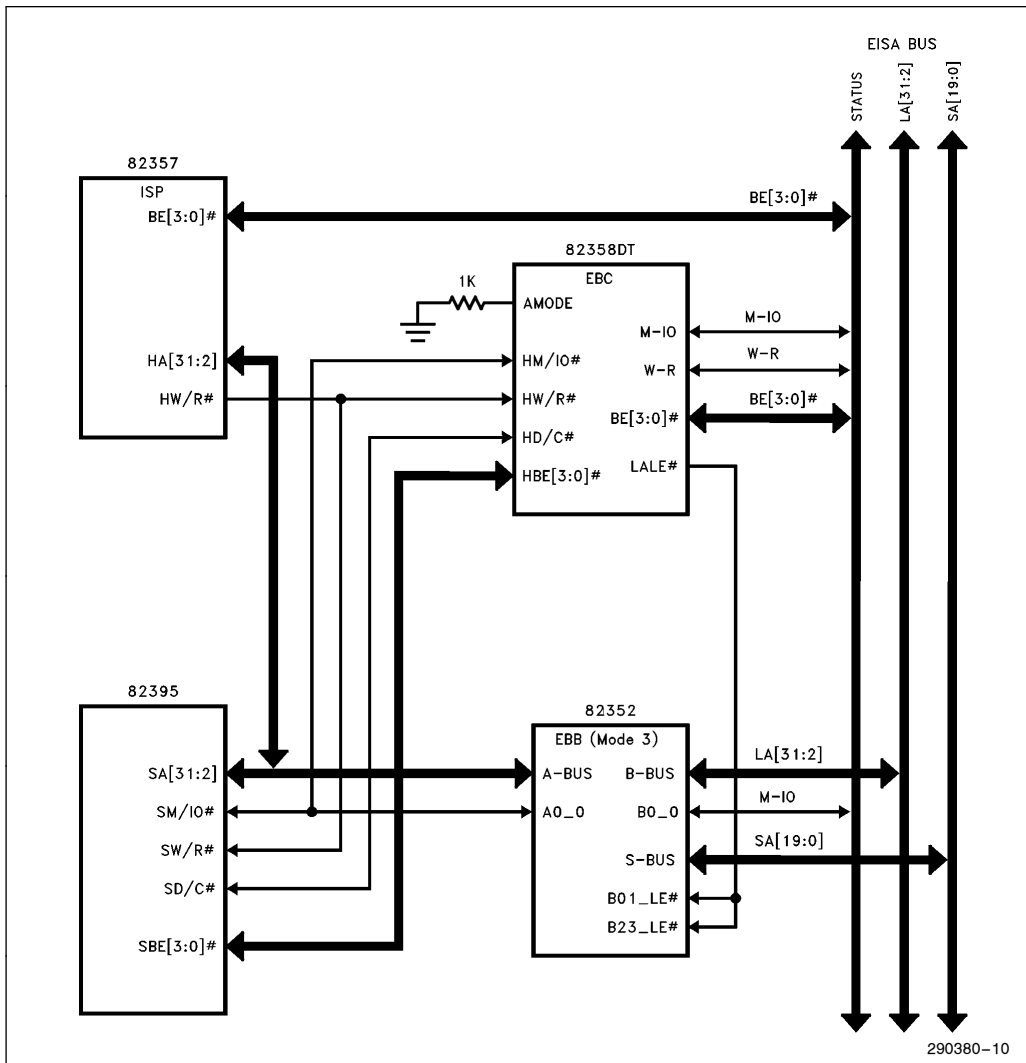 EISA BUS
STATUS
LA[31:2]
SA[19:0]
82357
ISP
BE[3:0]#
HA[31:2]
HW/R#
BE[3:0]#
82358DT
EBC
1K
AMODE
HM/IO#
HW/R#
HD/C#
HBE[3:0]#
M-IO
W-R
BE[3:0]#
LALE#
M-IO
W-R
BE[3:0]#
82395
SA[31:2]
SM/IO#
SW/R#
SD/C#
SBE[3:0]#
82352
EBB (Mode 3)
A-BUS
A0_0
B-BUS
B0_0
S-BUS
B01_LE#
B23_LE#
LA[31:2]
M-IO
SA[19:0]
290380-10